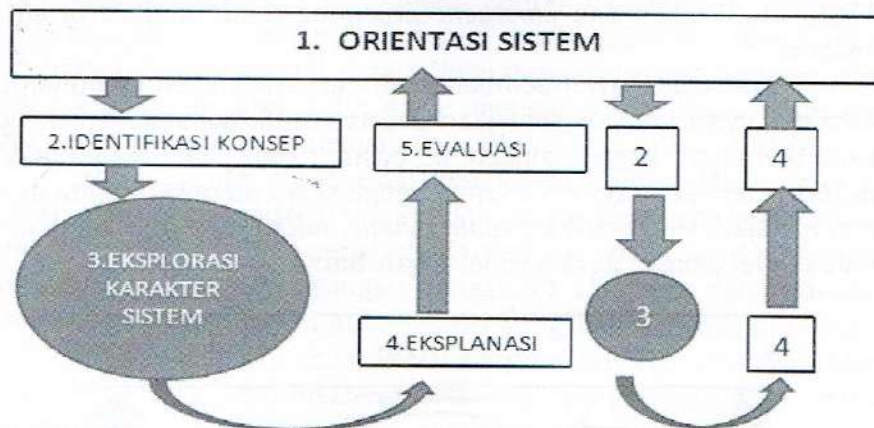 1. ORIENTASI SISTEM
2.IDENTIFIKASI KONSEP
5.EVALUASI
2
4
3.EKSPLORASI
KARAKTER
SISTEM
3
4.EKSPLANASI
4